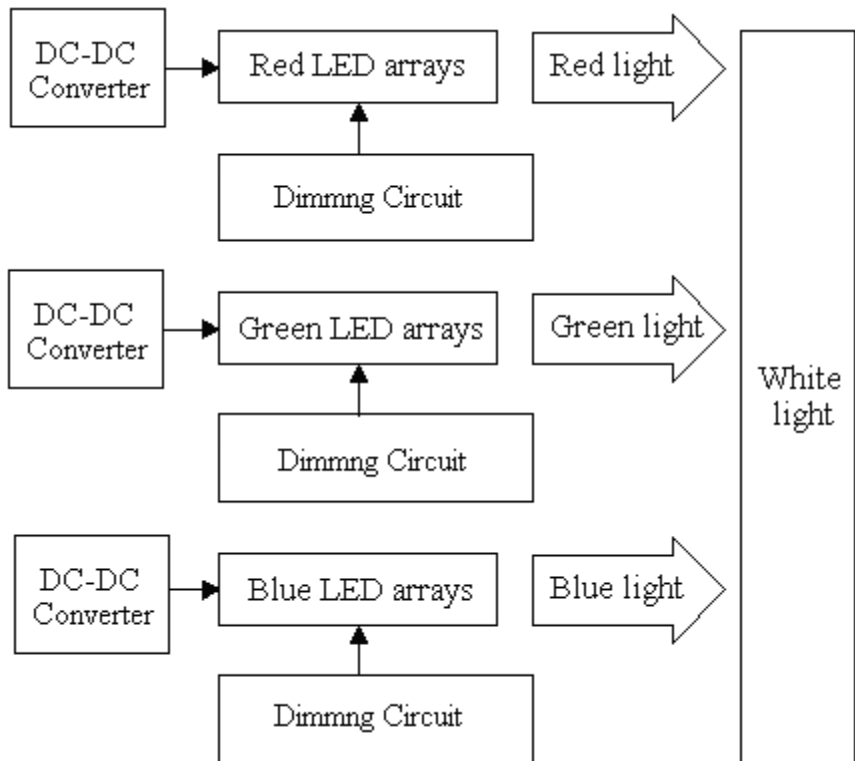 DC-DC
Converter
Red LED arrays
Red light
Dimmng Circuit
DC-DC
Converter
Green LED arrays
Green light
Dimmng Circuit
White
light
DC-DC
Converter
Blue LED arrays
Blue light
Dimmng Circuit